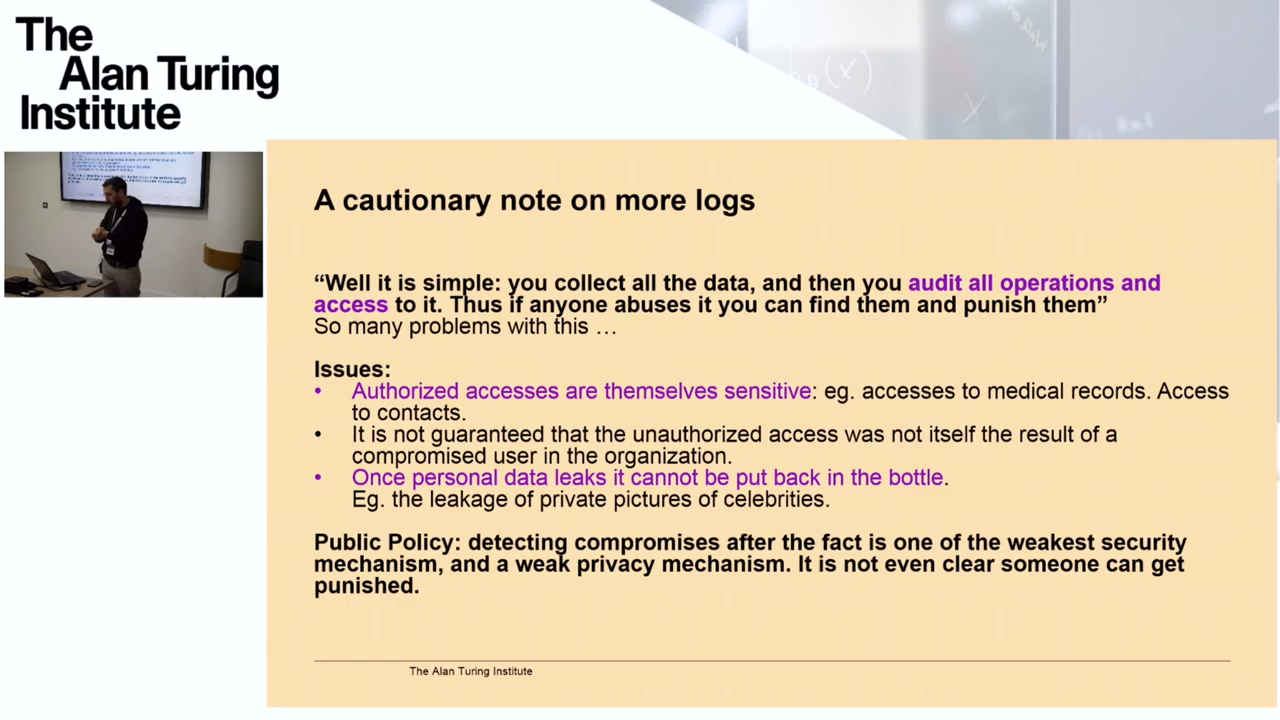 The
Alan Turing
Institute
A cautionary note on more logs
“Well it is simple: you collect all the data, and then you audit all operations and
access to it. Thus if anyone abuses it you can find them and punish them”
So many problems with this …
Issues:
• Authorized accesses are themselves sensitive: eg. accesses to medical records. Access
to contacts.
• It is not guaranteed that the unauthorized access was not itself the result of a
compromised user in the organization.
• Once personal data leaks it cannot be put back in the bottle.
Eg. the leakage of private pictures of celebrities.
Public Policy: detecting compromises after the fact is one of the weakest security
mechanism, and a weak privacy mechanism. It is not even clear someone can get
punished.
The Alan Turing Institute